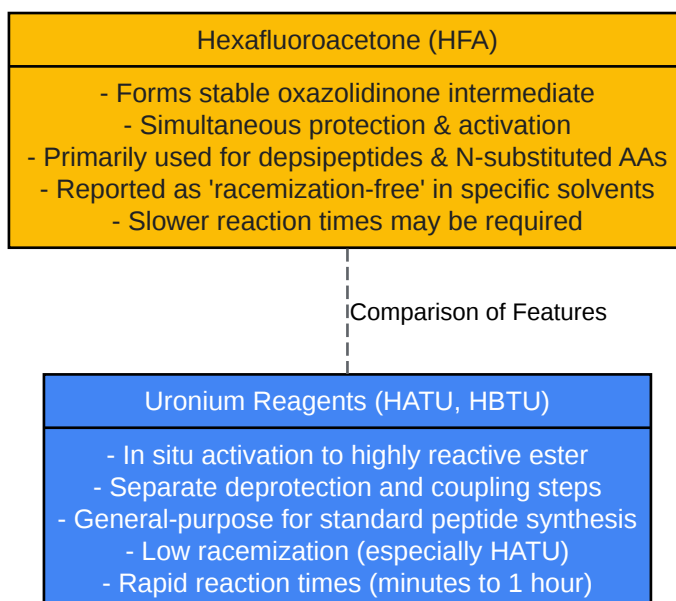 Hexafluoroacetone (HFA)
- Forms stable oxazolidinone intermediate
- Simultaneous protection & activation
- Primarily used for depsipeptides & N-substituted AAs
- Reported as 'racemization-free' in specific solvents
- Slower reaction times may be required
Comparison of Features
Uronium Reagents (HATU, HBTU)
- In situ activation to highly reactive ester
- Separate deprotection and coupling steps
- General-purpose for standard peptide synthesis
- Low racemization (especially HATU)
- Rapid reaction times (minutes to 1 hour)